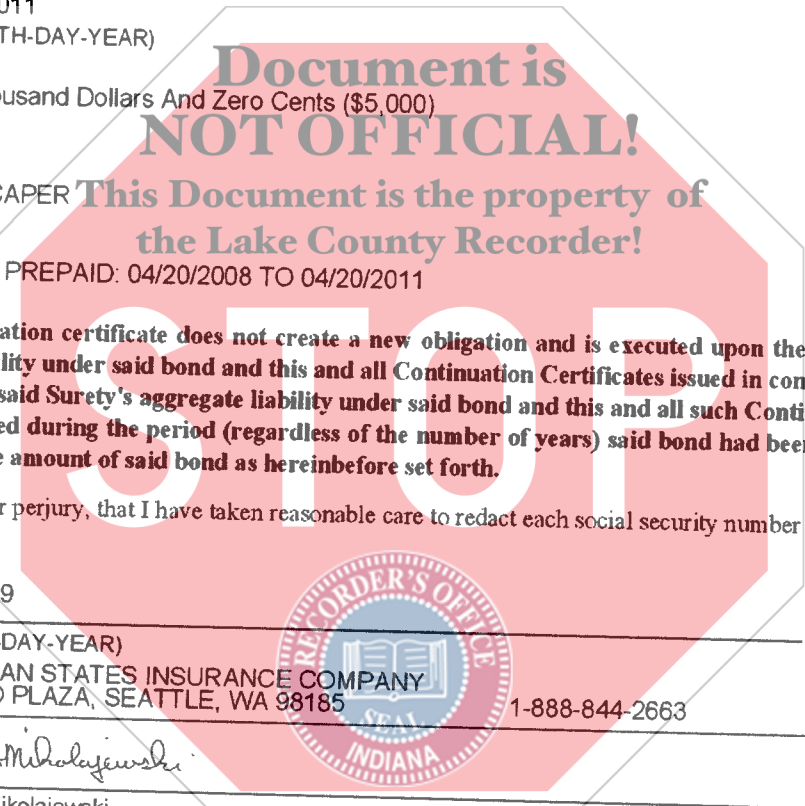 2011
TH-DAY-YEAR)
Document is
ousand Dollars And Zero Cents ($5,000)
NOT OFFICIAL!
CAPER
This Document is the property of
the Lake County Recorder!
PREPAID: 04/20/2008 TO 04/20/2011
STOP
ation certificate does not create a new obligation and is executed upon the
lity under said bond and this and all Continuation Certificates issued in con
said Surety's aggregate liability under said bond and this and all such Conti
ed during the period (regardless of the number of years) said bond had been
e amount of said bond as hereinbefore set forth.
r perjury, that I have taken reasonable care to redact each social security number
9
RECORDER'S OFFICE
-DAY-YEAR)
AN STATES INSURANCE COMPANY
O PLAZA, SEATTLE, WA 98185 1-888-844-2663
SEAL
INDIANA
Mikolajewski
ikolajewski